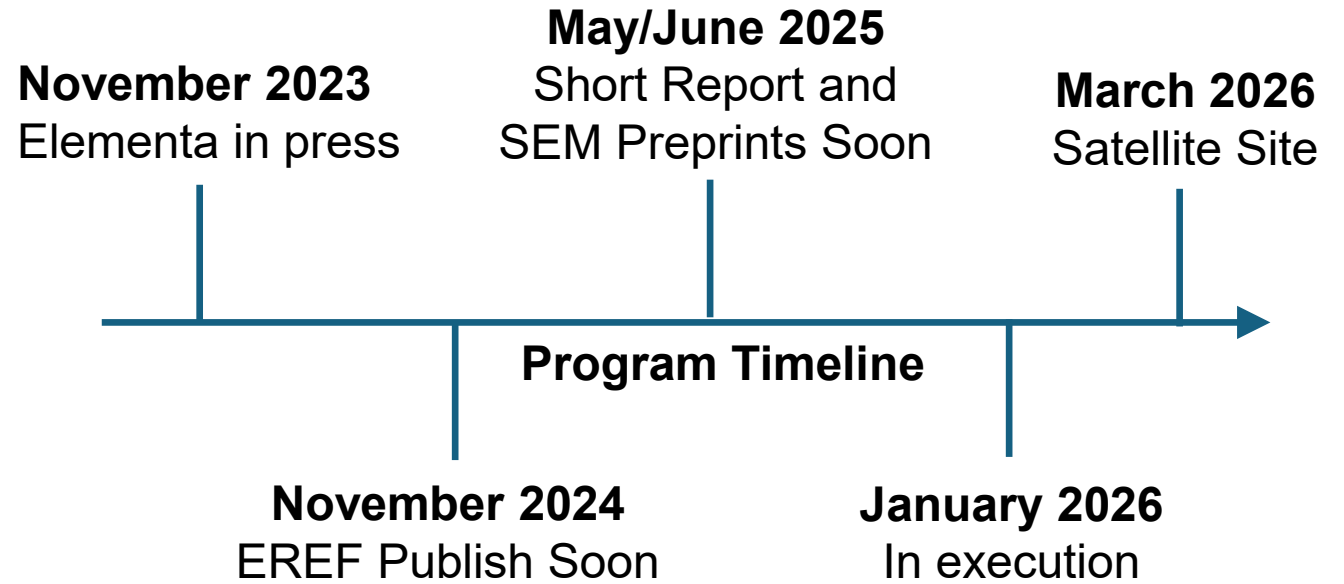 November 2023
Elementa in press
May/June 2025
Short Report and
SEM Preprints Soon
March 2026
Satellite Site
Program Timeline
November 2024
EREF Publish Soon
January 2026
In execution